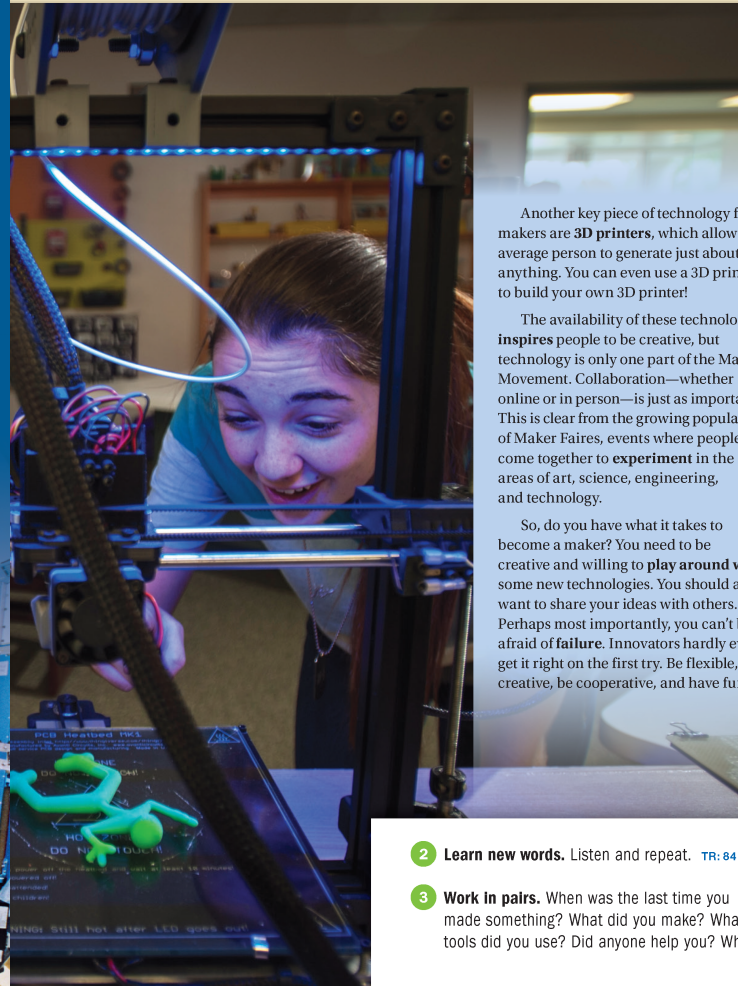 Another key piece of technology f
makers are 3D printers, which allow
average person to generate just about
anything. You can even use a 3D prin
to build your own 3D printer!
The availability of these technolo
inspires people to be creative, but
technology is only one part of the Ma
Movement. Collaboration—whether
online or in person—is just as importa
This is clear from the growing popula
of Maker Faires, events where people
come together to experiment in the
areas of art, science, engineering,
and technology.
So, do you have what it takes to
become a maker? You need to be
creative and willing to play around w
some new technologies. You should a
want to share your ideas with others.
Perhaps most importantly, you can't b
afraid of failure. Innovators hardly ev
get it right on the first try. Be flexible,
creative, be cooperative, and have fu
PCB Heatbed MK1
DO NOT TOUCH!
NING: Still hot after LED goes out!
2 Learn new words. Listen and repeat. TR: 84
3 Work in pairs. When was the last time you
made something? What did you make? Wha
tools did you use? Did anyone help you? Wh